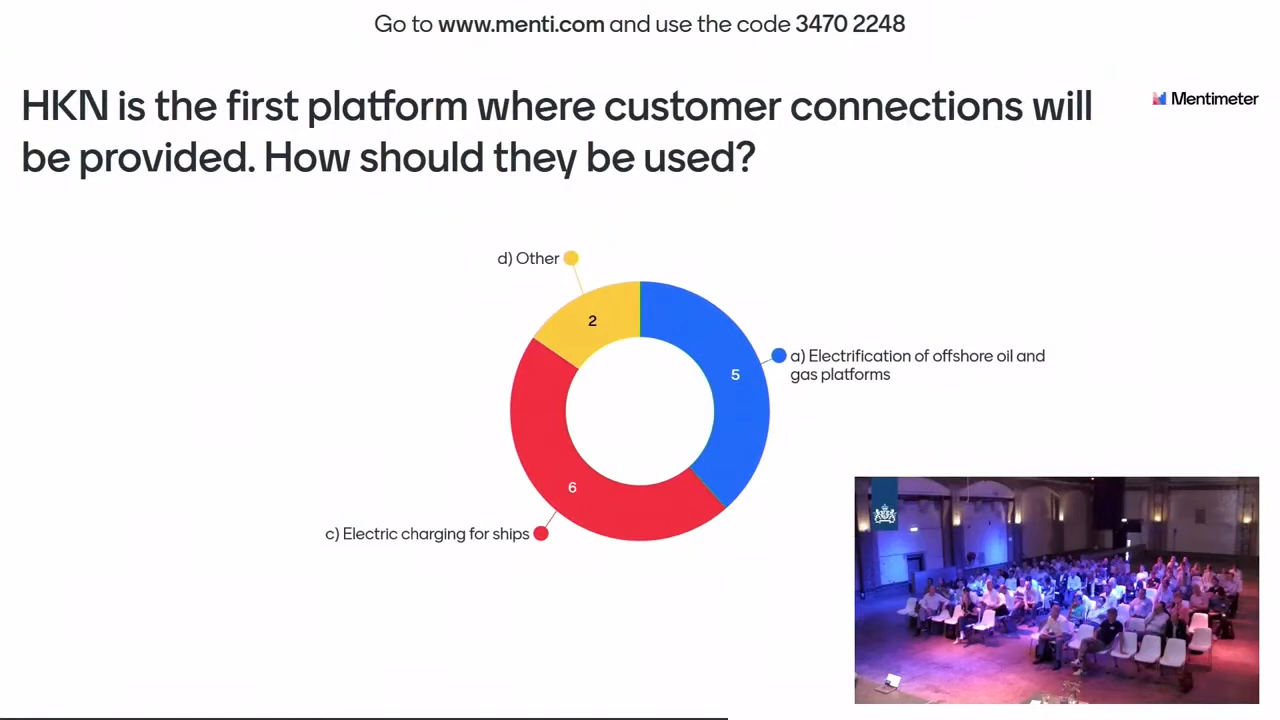 Go to www.menti.com and use the code 3470 2248
HKN is the first platform where customer connections will
be provided. How should they be used?
Mentimeter
d) Other
2
a) Electrification of offshore oil and
gas platforms
5
6
c) Electric charging for ships